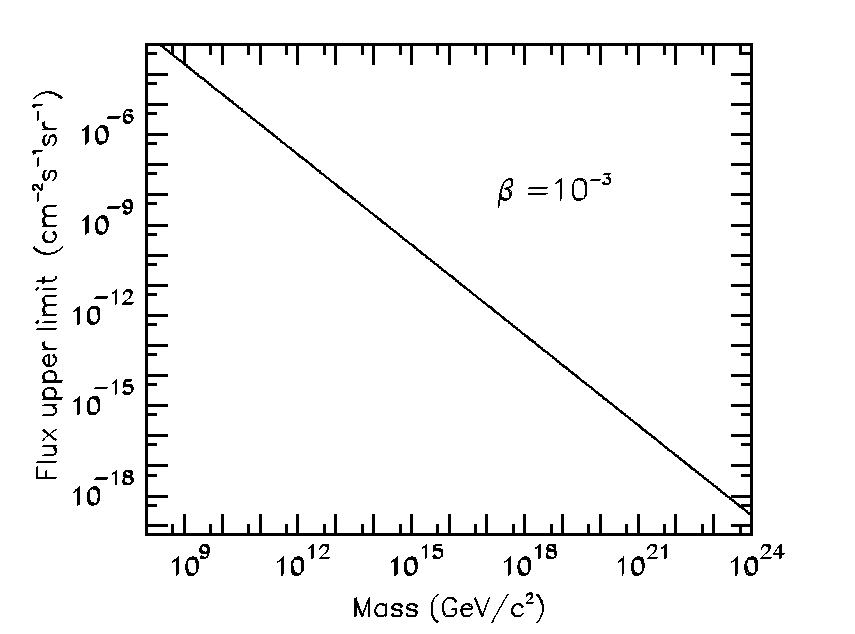 Flux upper limit (cm⁻²s⁻¹sr⁻¹)
10⁻⁶
10⁻⁹
10⁻¹²
10⁻¹⁵
10⁻¹⁸
β =10⁻³
10⁹ 10¹² 10¹⁵ 10¹⁸ 10²¹ 10²⁴
Mass (GeV/c²)